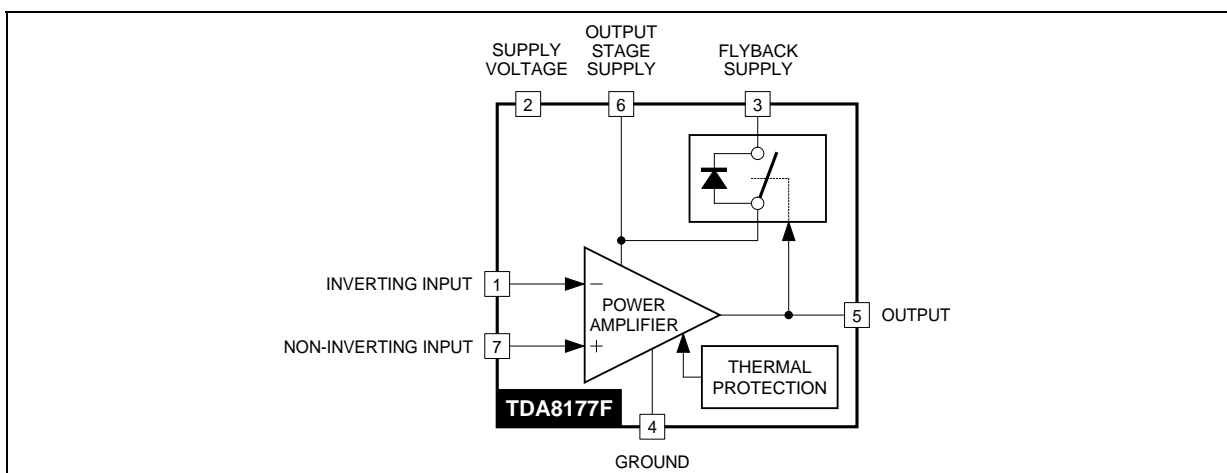 SUPPLY
VOLTAGE
OUTPUT
STAGE
SUPPLY
FLYBACK
SUPPLY
2
6
3
INVERTING INPUT
1
−
POWER
AMPLIFIER
5
OUTPUT
NON-INVERTING INPUT
7
+
THERMAL
PROTECTION
TDA8177F
4
GROUND